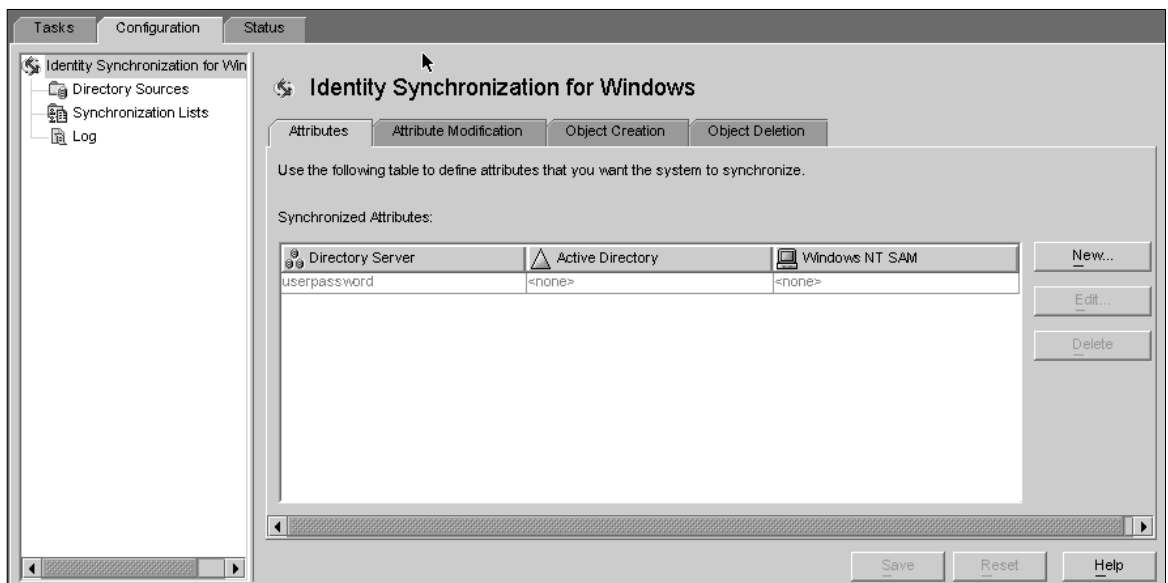 Tasks Configuration Status
Identity Synchronization for Win
Directory Sources
Synchronization Lists
Log
Identity Synchronization for Windows
Attributes Attribute Modification Object Creation Object Deletion
Use the following table to define attributes that you want the system to synchronize.
Synchronized Attributes:
Directory Server Active Directory Windows NT SAM
userpassword <none> <none>
New...
Edit...
Delete
Save Reset Help